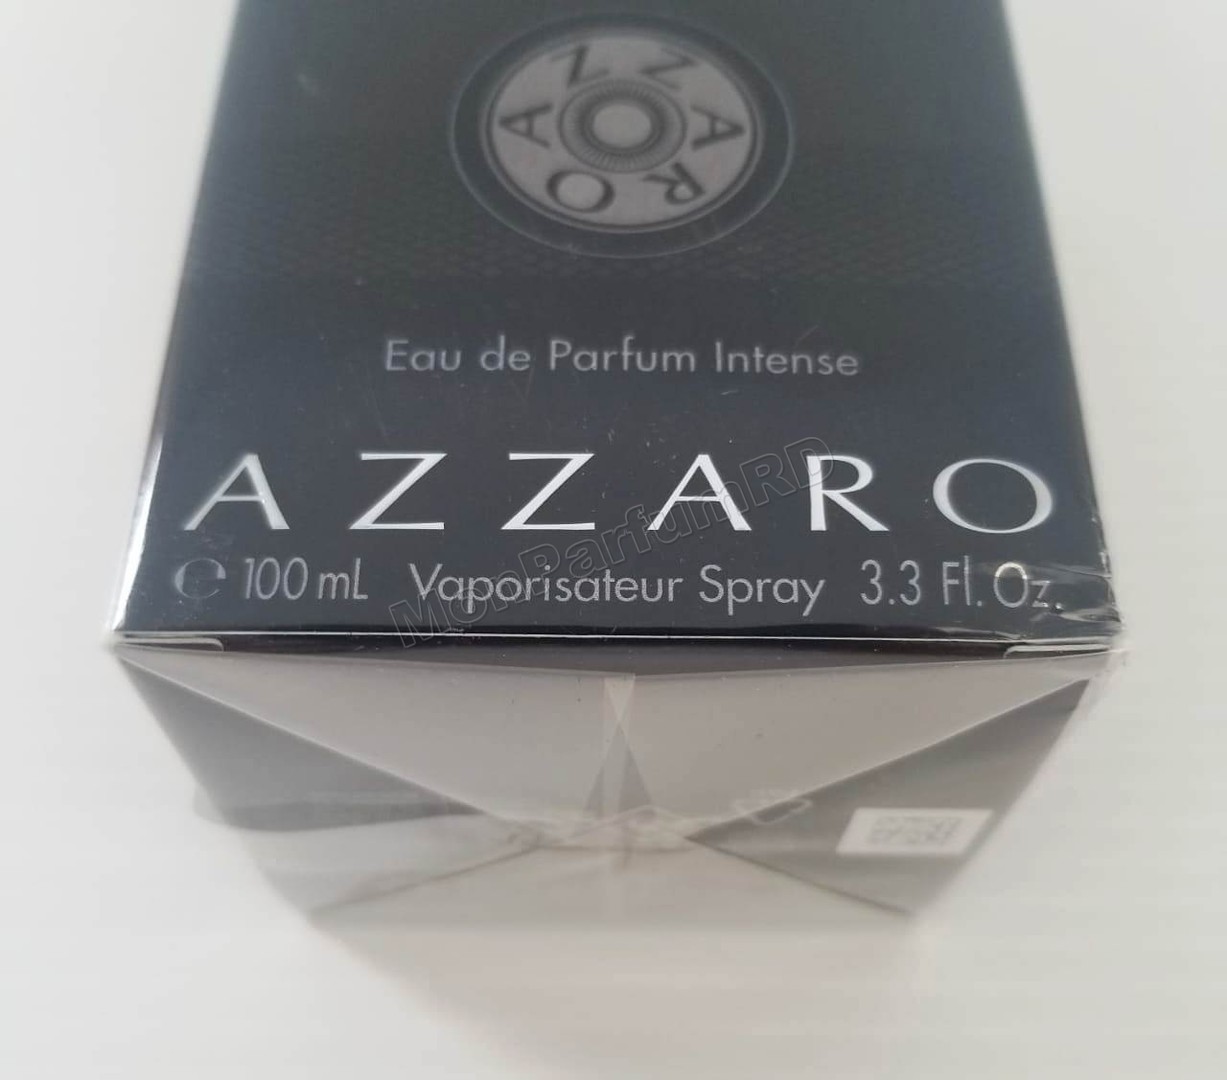 AZZARO
Eau de Parfum Intense
AZZARO
℮ 100 mL Vaporisateur Spray 3.3 Fl. Oz.
MonParfumRD